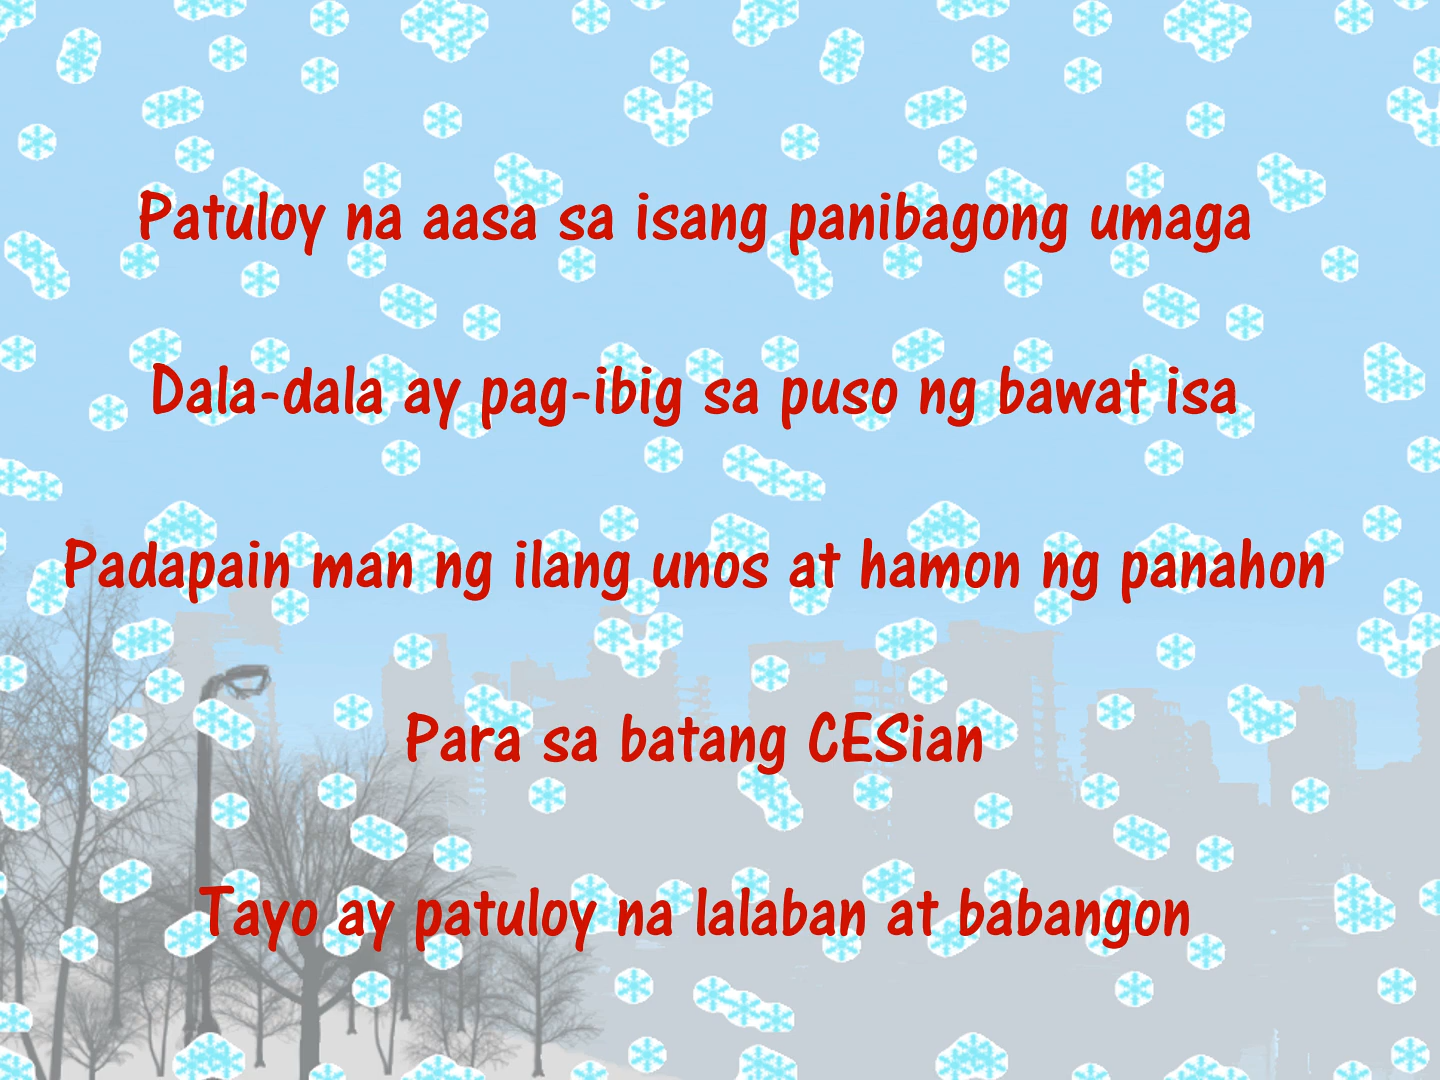 Patuloy na aasa sa isang panibagong umaga
Dala-dala ay pag-ibig sa puso ng bawat isa
Padapain man ng ilang unos at hamon ng panahon
Para sa batang CESian
Tayo ay patuloy na lalaban at babangon